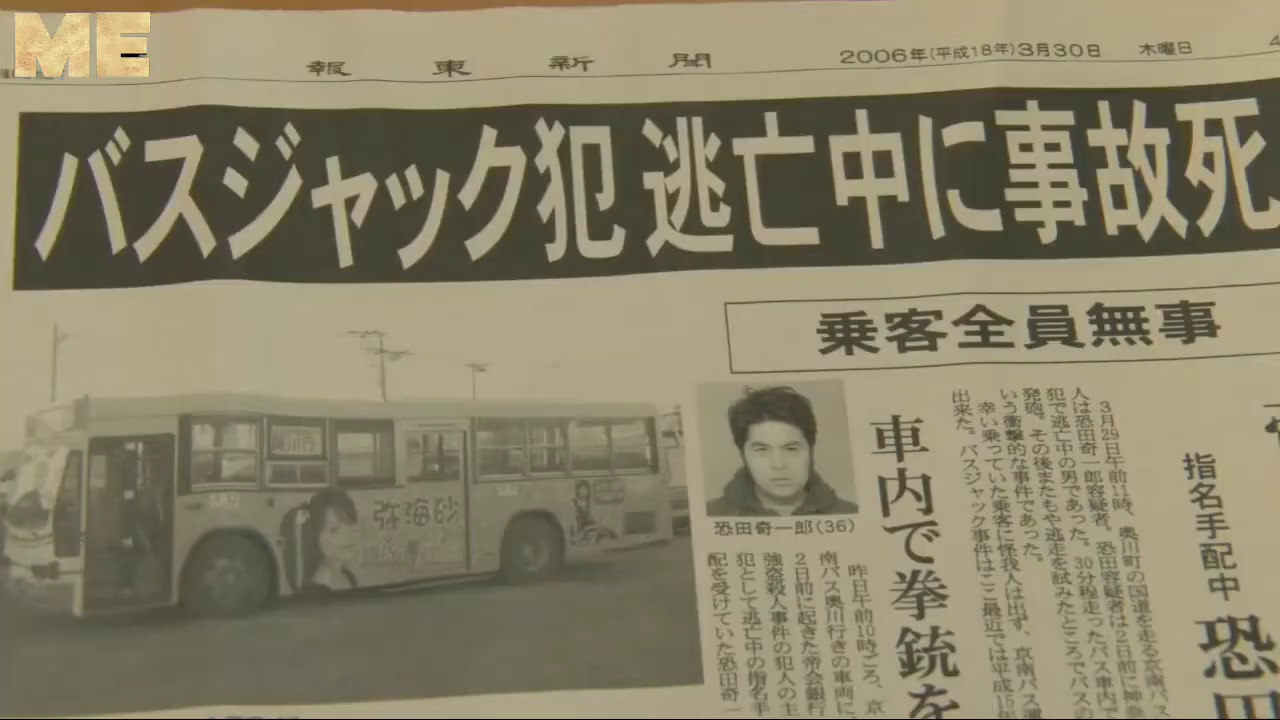 ME
報東新聞
2006年(平成18年)3月30日 木曜日
バスジャック犯 逃亡中に事故死
乗客全員無事
弥海砂
恐田奇一郎(36)
車内で拳銃を
3月29日午前11時、奥川町の国道を走る京南バス
人は恐田奇一郎容疑者。恐田容疑者は2日前に神奈
犯で逃亡中の男であった。30分程走ったバス車内で
発砲。その後またもや逃走を試みたところでバスの
いう衝撃的な事件であった。
幸い乗っていた乗客に怪我人は出ず、京南バス運
出来た。バスジャック事件はここ最近では平成15年
指名手配中
恐田
昨日午前10時ごろ、京
南バス奥川行きの車両に、
2日前に起きた帝会銀行
強盗殺人事件の犯人の主
犯として逃亡中の指名手
配を受けていた恐田奇一